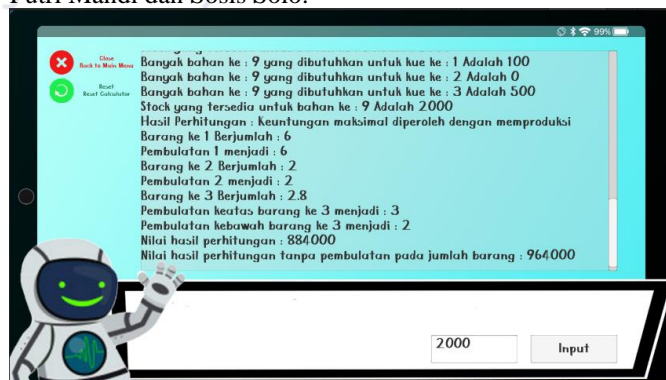 Putri Mandi dan Sosis Solo.
99%
Close
Back to Main Menu
Reset
Reset Calculator
Banyak bahan ke : 9 yang dibutuhkan untuk kue ke : 1 Adalah 100
Banyak bahan ke : 9 yang dibutuhkan untuk kue ke : 2 Adalah 0
Banyak bahan ke : 9 yang dibutuhkan untuk kue ke : 3 Adalah 500
Stock yang tersedia untuk bahan ke : 9 Adalah 2000
Hasil Perhitungan : Keuntungan maksimal diperoleh dengan memproduksi
Barang ke 1 Berjumlah : 6
Pembulatan 1 menjadi : 6
Barang ke 2 Berjumlah : 2
Pembulatan 2 menjadi : 2
Barang ke 3 Berjumlah : 2.8
Pembulatan keatas barang ke 3 menjadi : 3
Pembulatan kebawah barang ke 3 menjadi : 2
Nilai hasil perhitungan : 884000
Nilai hasil perhitungan tanpa pembulatan pada jumlah barang : 964000
2000
Input